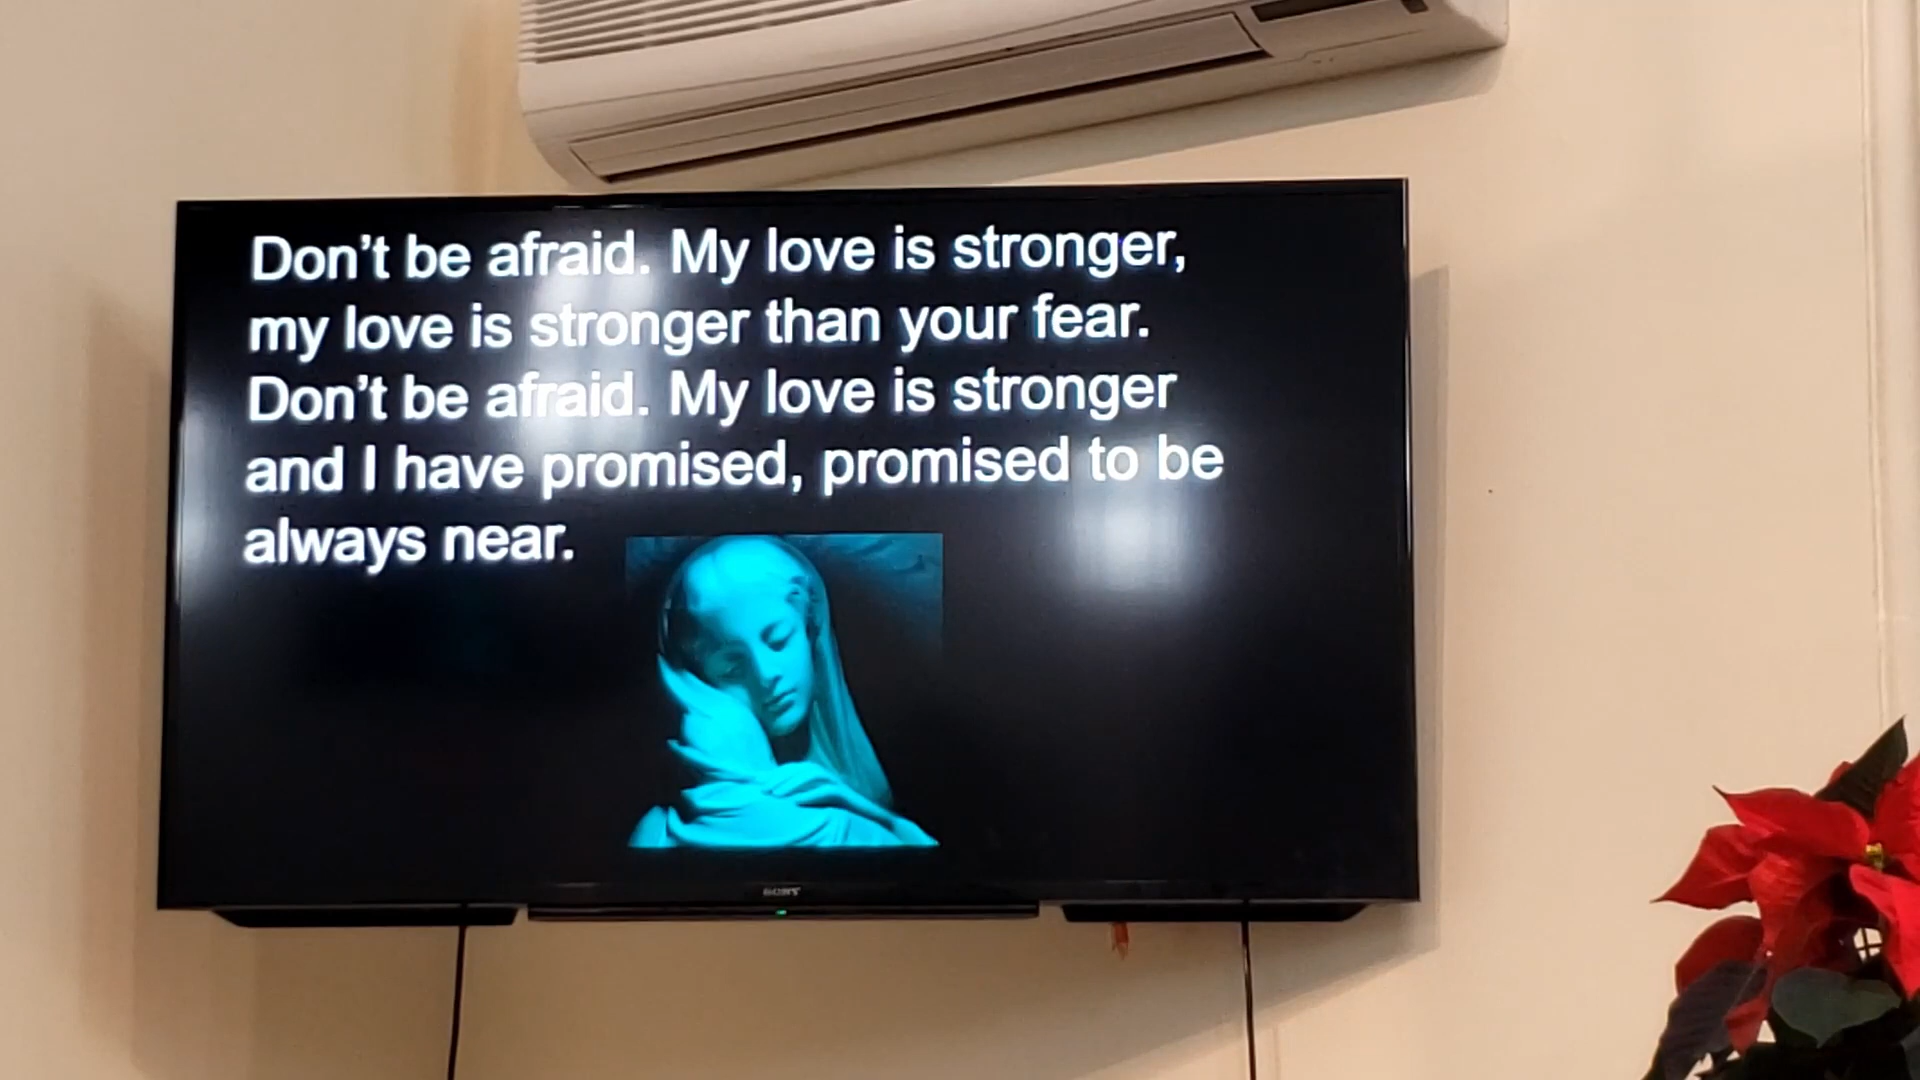 Don't be afraid. My love is stronger,
my love is stronger than your fear.
Don't be afraid. My love is stronger
and I have promised, promised to be
always near.
SONY